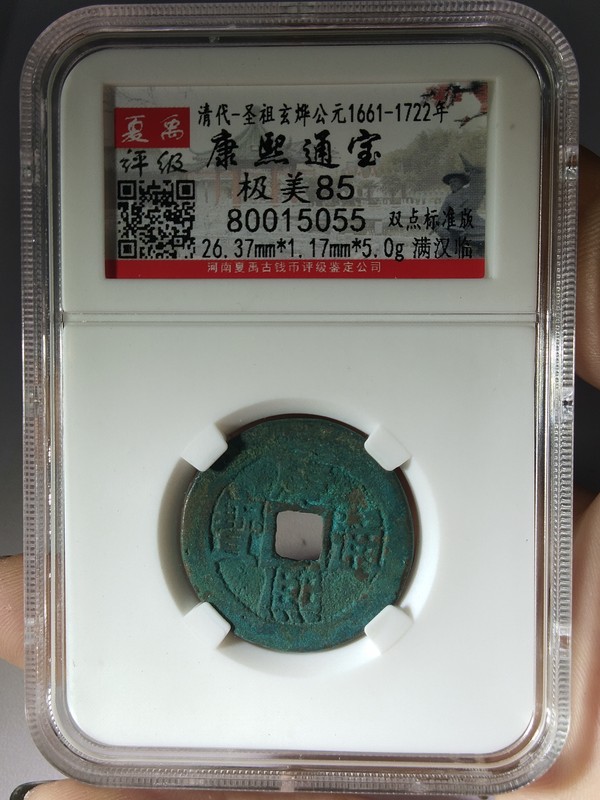 清代-圣祖玄烨公元1661-1722年
夏禹
评级
康熙通宝
极美85
80015055 双点标准版
26.37mm*1.17mm*5.0g 满汉临
河南夏禹古钱币评级鉴定公司
熙
通
寶